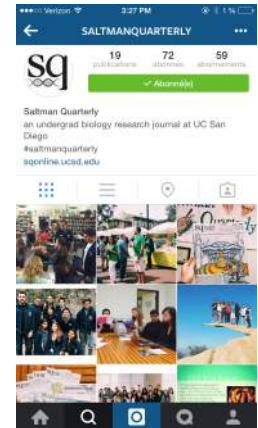 Verizon 3:27 PM 1%
SALTMANQUARTERLY
sq
19 72 59
publications abonnés abonnements
✓ Abonné(e)
Saltman Quarterly
an undergrad biology research journal at UC San
Diego
#saltmanquarterly
sqonline.ucsd.edu